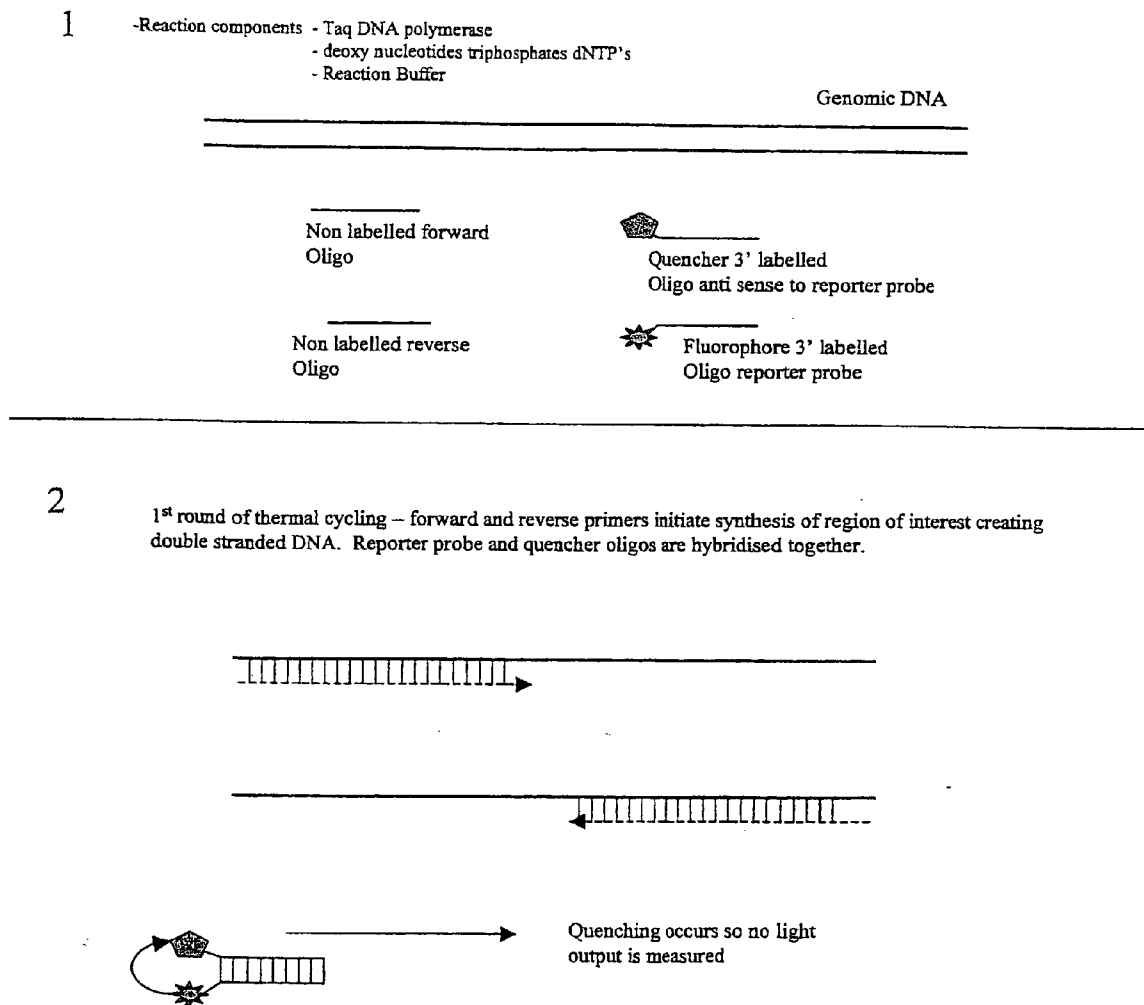 1
-Reaction components - Taq DNA polymerase
- deoxy nucleotides triphosphates dNTP's
- Reaction Buffer
Genomic DNA
Non labelled forward
Oligo
Quencher 3' labelled
Oligo anti sense to reporter probe
Non labelled reverse
Oligo
Fluorophore 3' labelled
Oligo reporter probe
2
1st round of thermal cycling – forward and reverse primers initiate synthesis of region of interest creating
double stranded DNA. Reporter probe and quencher oligos are hybridised together.
Quenching occurs so no light
output is measured